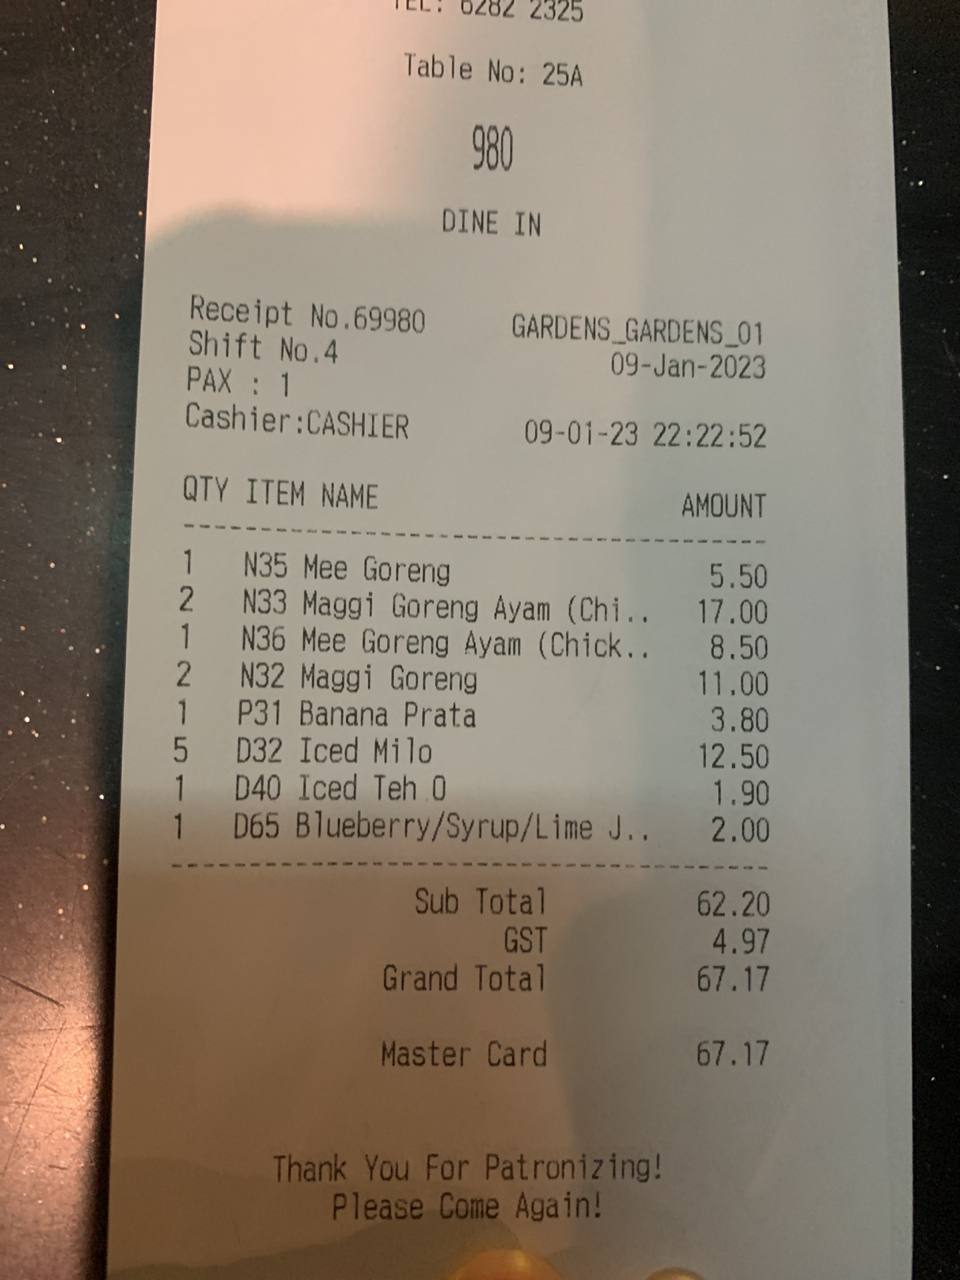 TEL: 6282 2325
Table No: 25A
980
DINE IN
Receipt No.69980 GARDENS_GARDENS_01
Shift No.4 09-Jan-2023
PAX : 1
Cashier:CASHIER 09-01-23 22:22:52
QTY ITEM NAME AMOUNT
1 N35 Mee Goreng 5.50
2 N33 Maggi Goreng Ayam (Chi.. 17.00
1 N36 Mee Goreng Ayam (Chick.. 8.50
2 N32 Maggi Goreng 11.00
1 P31 Banana Prata 3.80
5 D32 Iced Milo 12.50
1 D40 Iced Teh O 1.90
1 D65 Blueberry/Syrup/Lime J.. 2.00
Sub Total 62.20
GST 4.97
Grand Total 67.17
Master Card 67.17
Thank You For Patronizing!
Please Come Again!